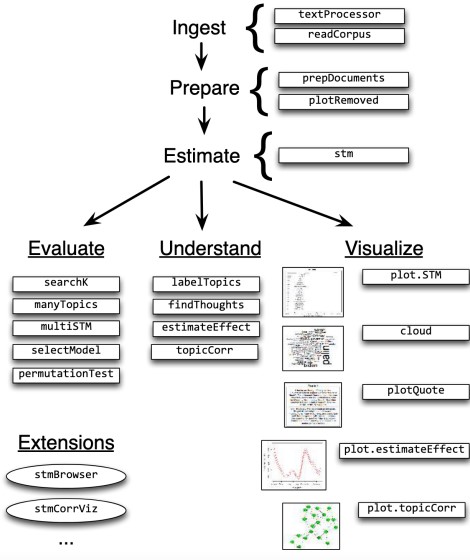 Ingest
textProcessor
readCorpus
Prepare
prepDocuments
plotRemoved
Estimate
stm
Evaluate
searchK
manyTopics
multiSTM
selectModel
permutationTest
Understand
labelTopics
findThoughts
estimateEffect
topicCorr
Visualize
plot.STM
cloud
palin
plotQuote
plot.estimateEffect
plot.topicCorr
Extensions
stmBrowser
stmCorrViz
...